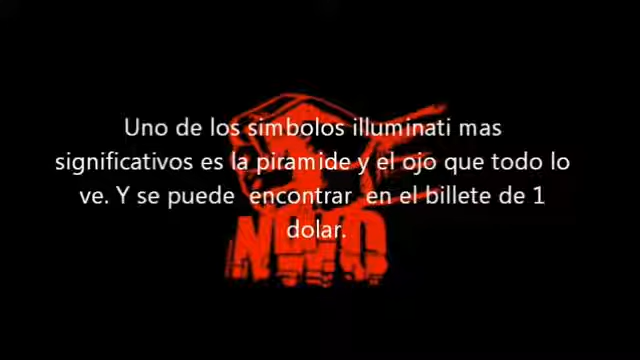 Uno de los simbolos illuminati mas
significativos es la piramide y el ojo que todo lo
ve. Y se puede  encontrar  en el billete de 1
dolar.
NWO